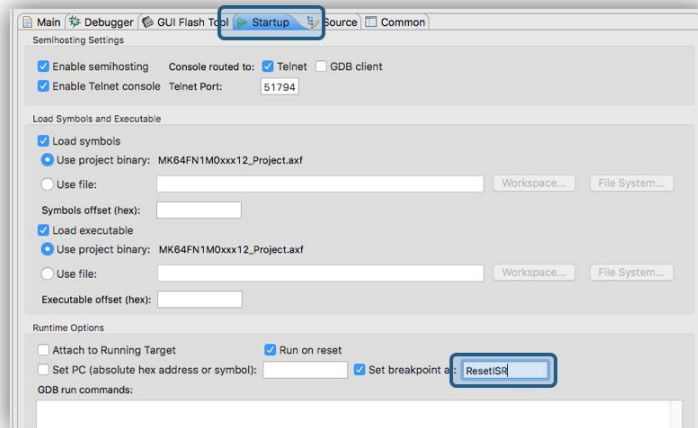 Main Debugger GUI Flash Tool Startup Source Common
Semihosting Settings
Enable semihosting Console routed to: Telnet GDB client
Enable Telnet console Telnet Port: 51794
Load Symbols and Executable
Load symbols
Use project binary: MK64FN1M0xxx12_Project.axf
Use file: Workspace... File System...
Symbols offset (hex):
Load executable
Use project binary: MK64FN1M0xxx12_Project.axf
Use file: Workspace... File System...
Executable offset (hex):
Runtime Options
Attach to Running Target Run on reset
Set PC (absolute hex address or symbol): Set breakpoint at: ResetISR
GDB run commands: